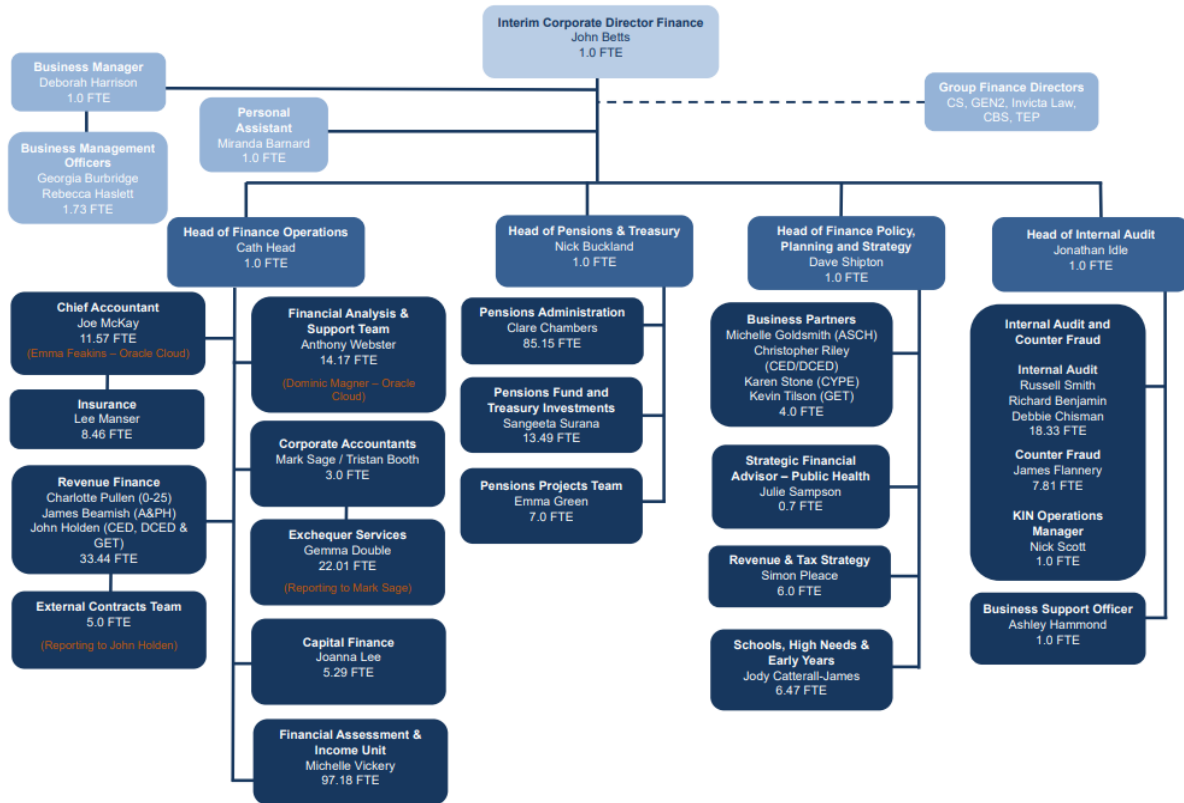 Interim Corporate Director Finance
John Betts
1.0 FTE
Business Manager
Deborah Harrison
1.0 FTE
Group Finance Directors
CS, GEN2, Invicta Law,
CBS, TEP
Personal
Assistant
Miranda Barnard
1.0 FTE
Business Management
Officers
Georgia Burbridge
Rebecca Haslett
1.73 FTE
Head of Finance Operations
Cath Head
1.0 FTE
Head of Pensions & Treasury
Nick Buckland
1.0 FTE
Head of Finance Policy,
Planning and Strategy
Dave Shipton
1.0 FTE
Head of Internal Audit
Jonathan Idle
1.0 FTE
Chief Accountant
Joe McKay
11.57 FTE
(Emma Feakins – Oracle Cloud)
Insurance
Lee Manser
8.46 FTE
Revenue Finance
Charlotte Pullen (0-25)
James Beamish (A&PH)
John Holden (CED, DCED &
GET)
33.44 FTE
External Contracts Team
5.0 FTE
(Reporting to John Holden)
Financial Analysis &
Support Team
Anthony Webster
14.17 FTE
(Dominic Magner – Oracle
Cloud)
Corporate Accountants
Mark Sage / Tristan Booth
3.0 FTE
Exchequer Services
Gemma Double
22.01 FTE
(Reporting to Mark Sage)
Capital Finance
Joanna Lee
5.29 FTE
Financial Assessment &
Income Unit
Michelle Vickery
97.18 FTE
Pensions Administration
Clare Chambers
85.15 FTE
Pensions Fund and
Treasury Investments
Sangeeta Surana
13.49 FTE
Pensions Projects Team
Emma Green
7.0 FTE
Business Partners
Michelle Goldsmith (ASCH)
Christopher Riley
(CED/DCED)
Karen Stone (CYPE)
Kevin Tilson (GET)
4.0 FTE
Strategic Financial
Advisor – Public Health
Julie Sampson
0.7 FTE
Revenue & Tax Strategy
Simon Pleace
6.0 FTE
Schools, High Needs &
Early Years
Jody Catterall-James
6.47 FTE
Internal Audit and
Counter Fraud
Internal Audit
Russell Smith
Richard Benjamin
Debbie Chisman
18.33 FTE
Counter Fraud
James Flannery
7.81 FTE
KIN Operations
Manager
Nick Scott
1.0 FTE
Business Support Officer
Ashley Hammond
1.0 FTE